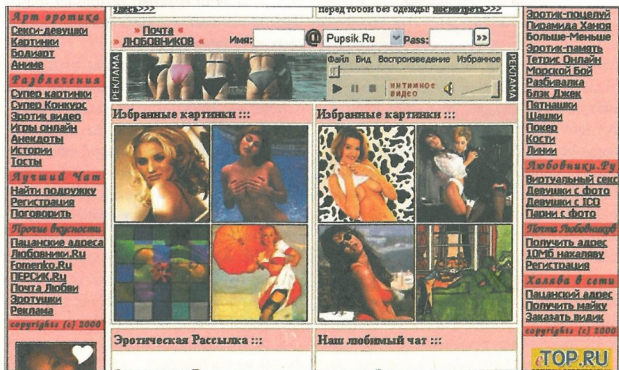 Арт эротика
Секси-девушки
Картинки
Бодиарт
Аниме
Развлечения
Супер картинки
Супер Конкурс
Эротик видео
Игры онлайн
Анекдоты
Истории
Тосты
Лучший Чат
Найти подружку
Регистрация
Поговорить
Прочие вкусности
Пацанские адреса
Любовники.Ru
Fomenko.Ru
ПЕРСИК.Ru
Почта Любви
Эротушки
Реклама
copyrights (c) 2000
здесь>>>
перед тобой без одежды! посмотреть>>>
» Почта «
» ЛЮБОВНИКОВ «
Имя: @ Pupsik.Ru Pass: >>
РЕКЛАМА
Файл Вид Воспроизведение Избранное
интимное
видео
РЕКЛАМА
Избранные картинки :::
Избранные картинки :::
Эротическая Рассылка :::
Наш любимый чат :::
Эротик-поцелуй
Пирамида Ханоя
Больше-Меньше
Эротик-память
Тетрис Онлайн
Морской Бой
Разбивалка
Блэк Джек
Пятнашки
Шашки
Покер
Кости
Линии
Любовники.Ру
Виртуальный секс
Девушки с фото
Девушки с ICQ
Парни с фото
Почта Любовников
Получить адрес
10Мб нахаляву
Регистрация
Халява в сети
Пацанский адрес
Получить майку
Заказать видик
copyrights (c) 2000
TOP.RU